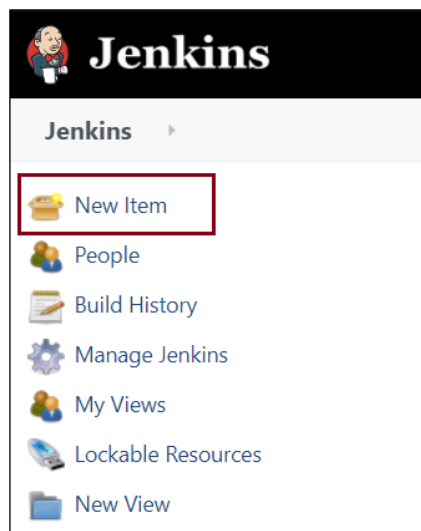 Jenkins
Jenkins
New Item
People
Build History
Manage Jenkins
My Views
Lockable Resources
New View